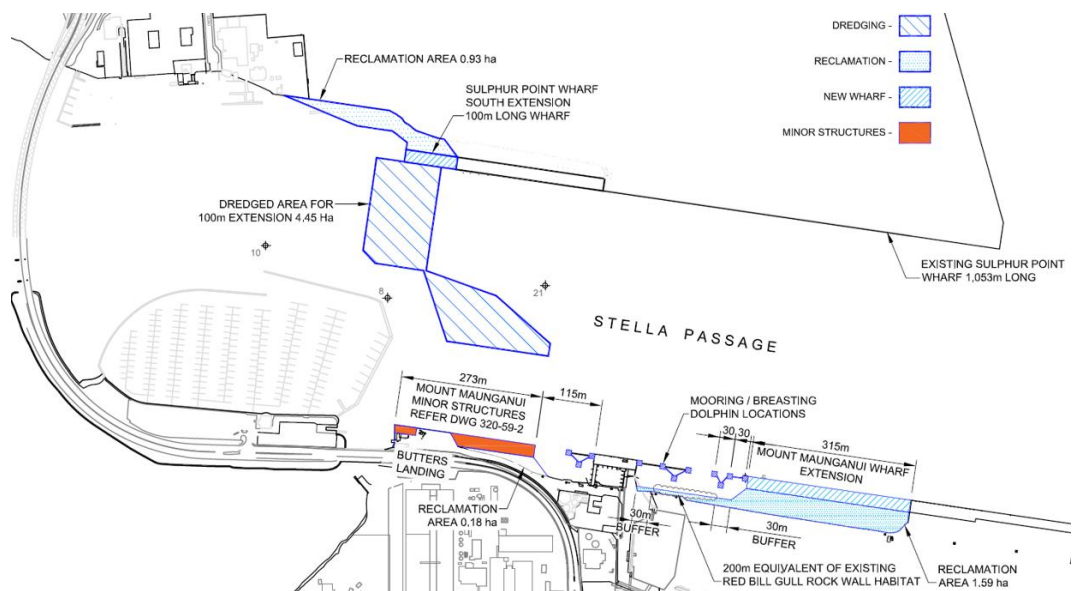 DREDGING -
RECLAMATION -
NEW WHARF -
MINOR STRUCTURES -
RECLAMATION AREA 0.93 ha
SULPHUR POINT WHARF
SOUTH EXTENSION
100m LONG WHARF
DREDGED AREA FOR
100m EXTENSION 4.45 Ha
10
8
21
EXISTING SULPHUR POINT
WHARF 1,053m LONG
STELLA PASSAGE
273m
MOUNT MAUNGANUI
MINOR STRUCTURES
REFER DWG 320-59-2
115m
MOORING / BREASTING
DOLPHIN LOCATIONS
30 30
315m
MOUNT MAUNGANUI WHARF
EXTENSION
BUTTERS
LANDING
RECLAMATION
AREA 0.18 ha
30m
BUFFER
30m
BUFFER
200m EQUIVALENT OF EXISTING
RED BILL GULL ROCK WALL HABITAT
RECLAMATION
AREA 1.59 ha